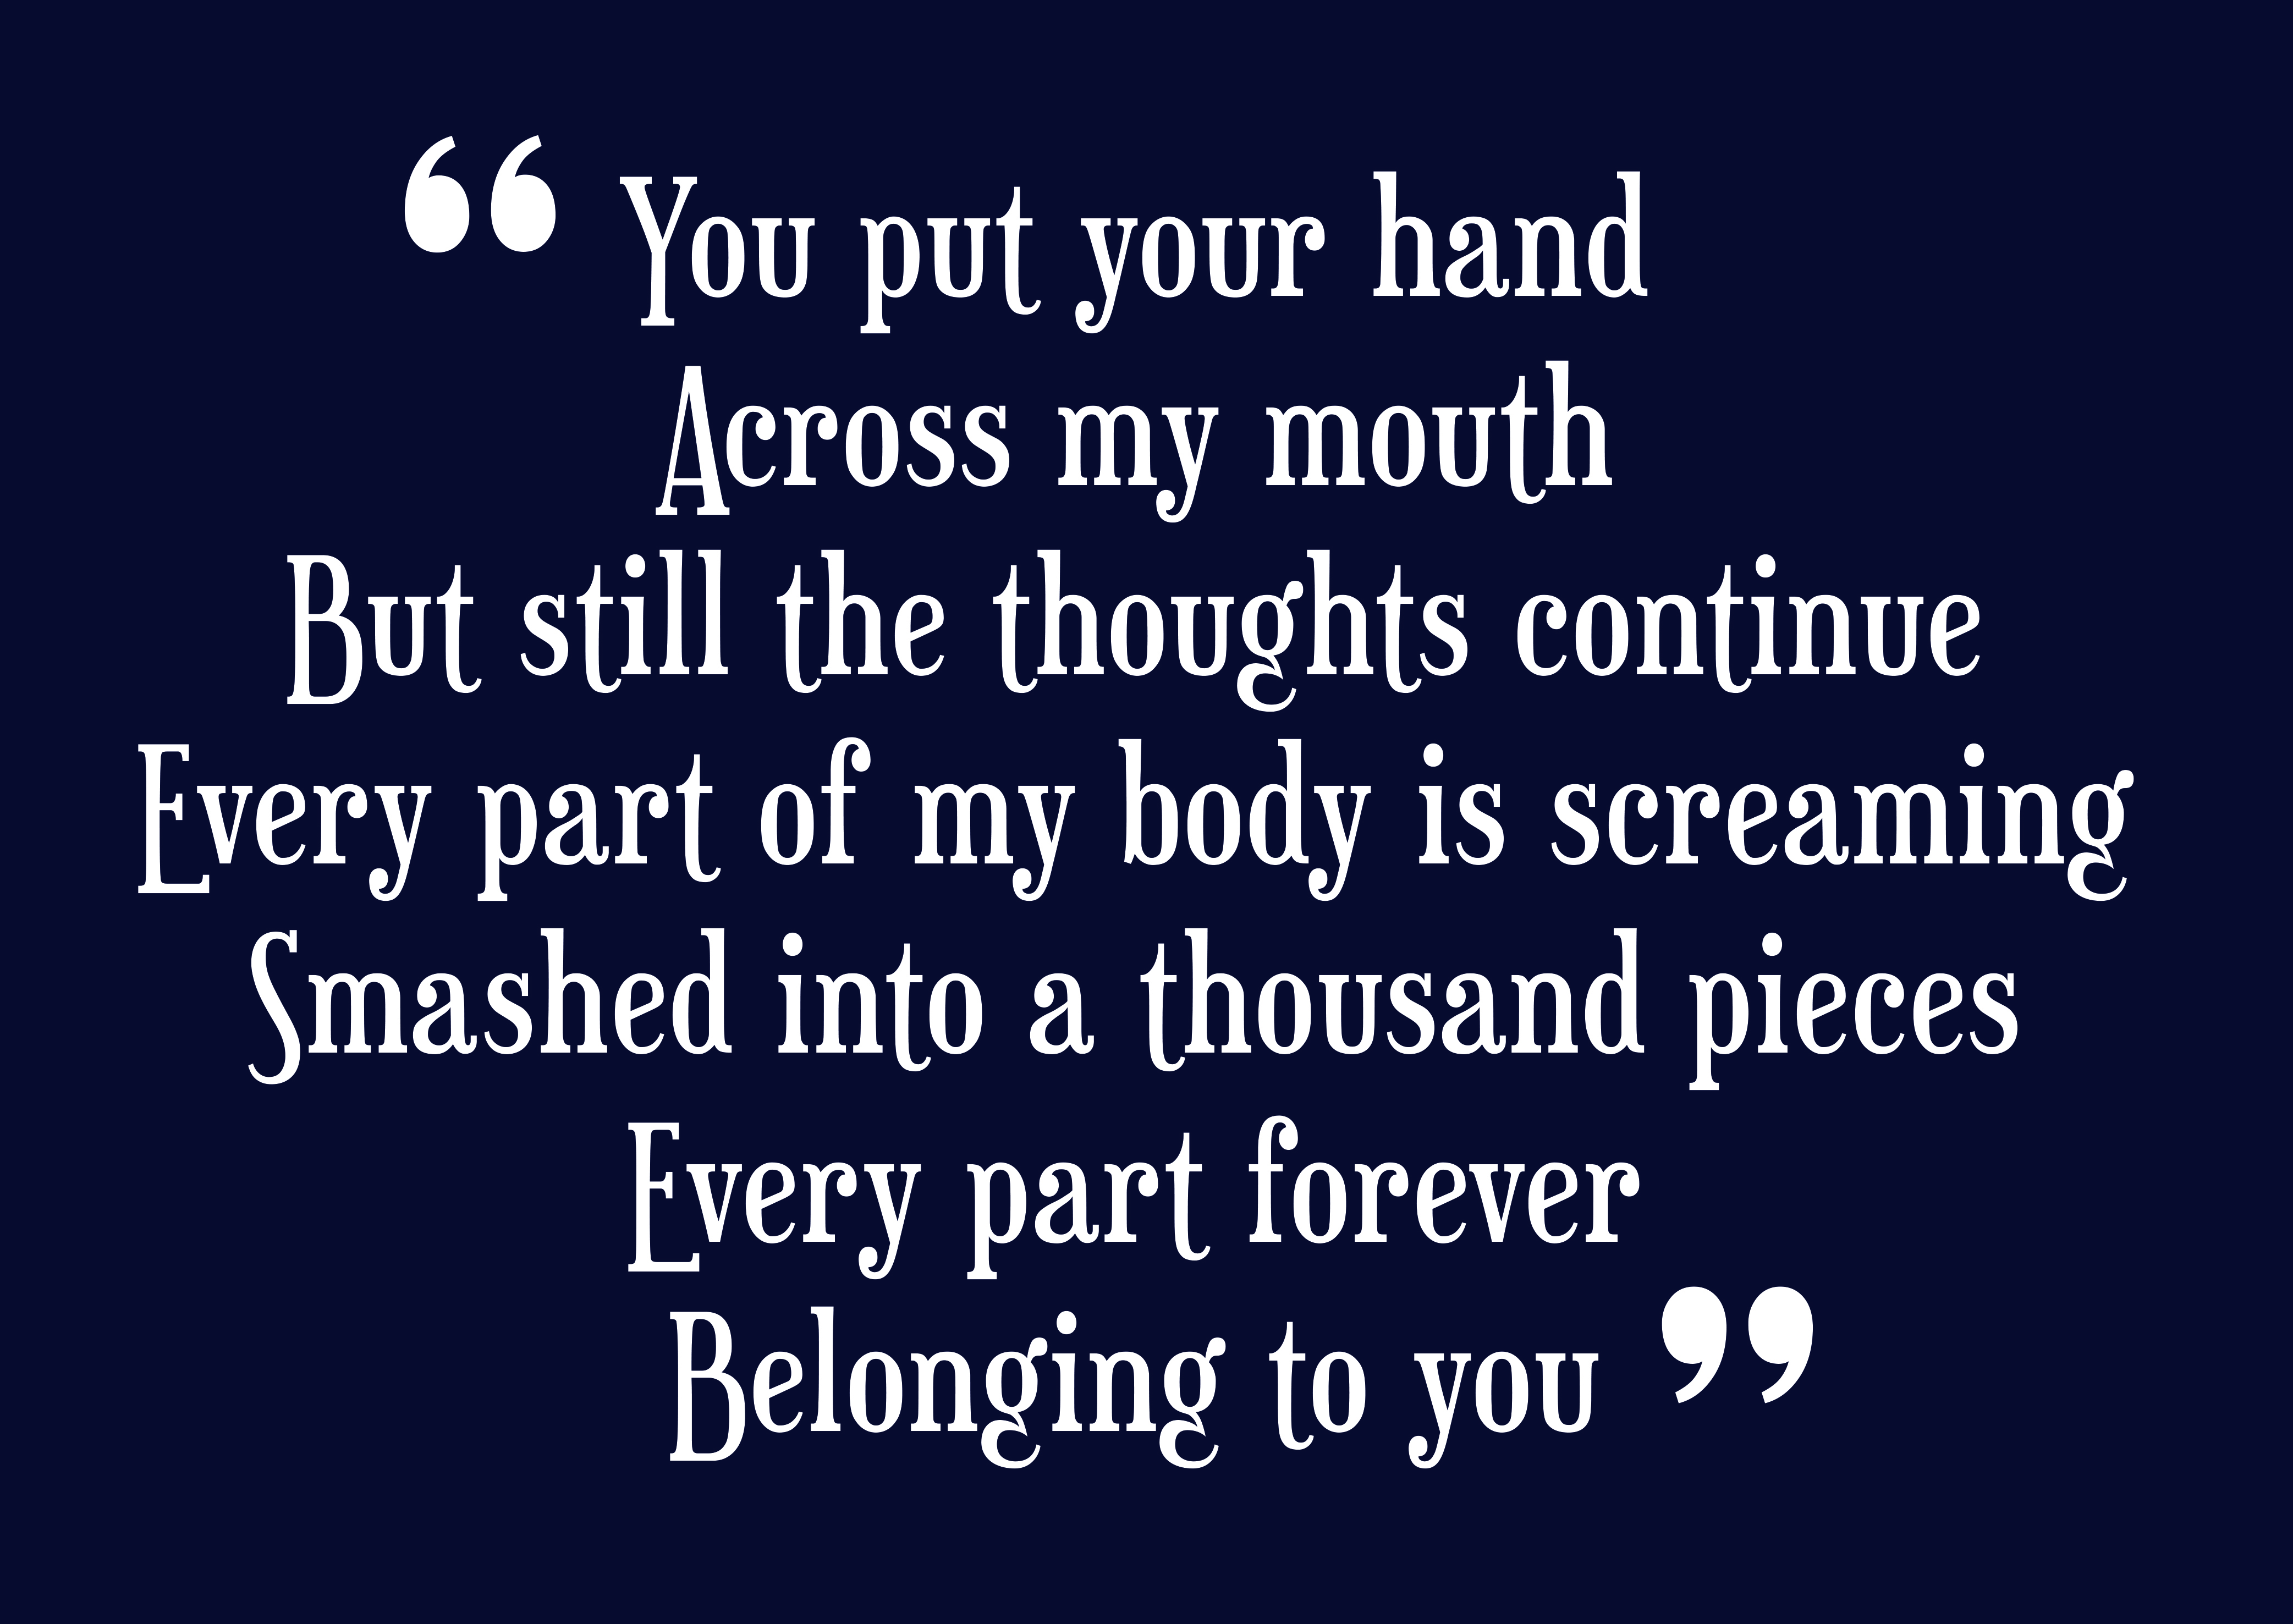 “ You put your hand
Across my mouth
But still the thoughts continue
Every part of my body is screaming
Smashed into a thousand pieces
Every part forever
Belonging to you ”